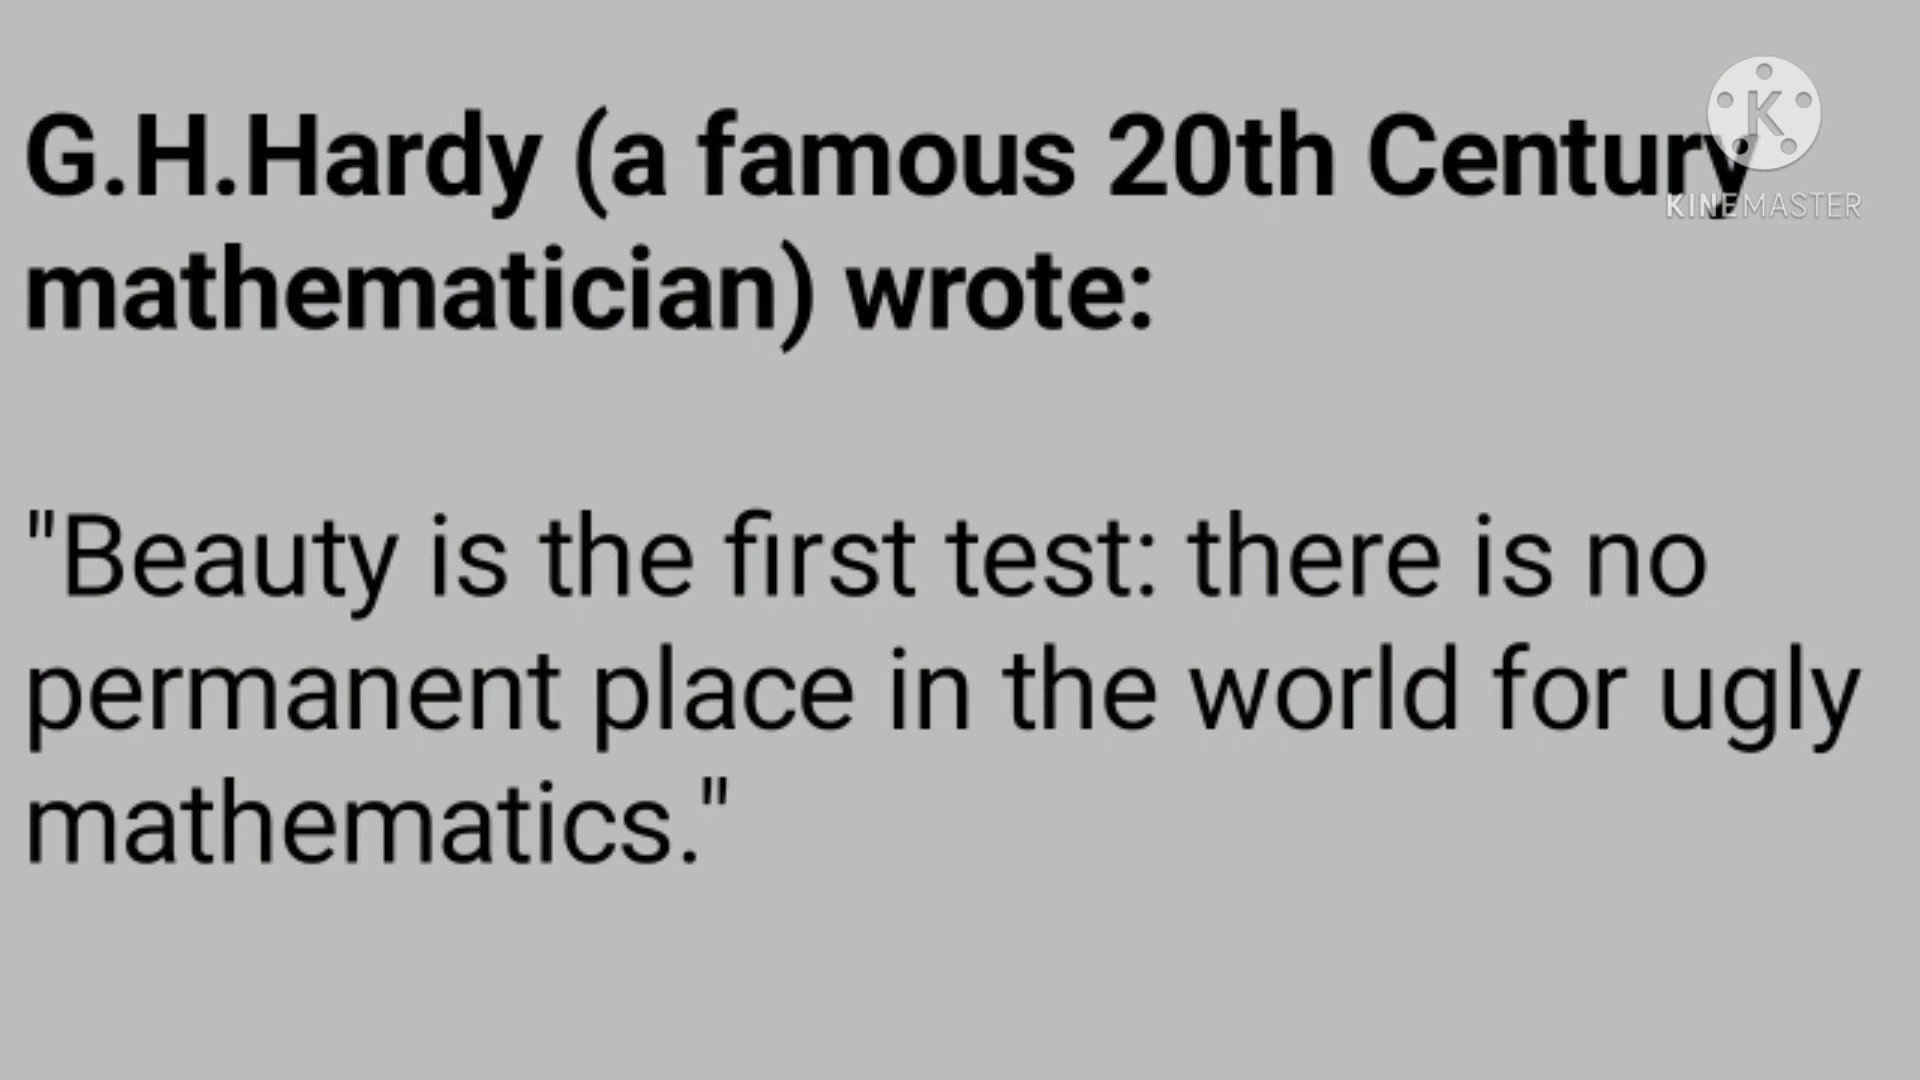 G.H.Hardy (a famous 20th Century
KINEMASTER
mathematician) wrote:
"Beauty is the first test: there is no
permanent place in the world for ugly
mathematics."